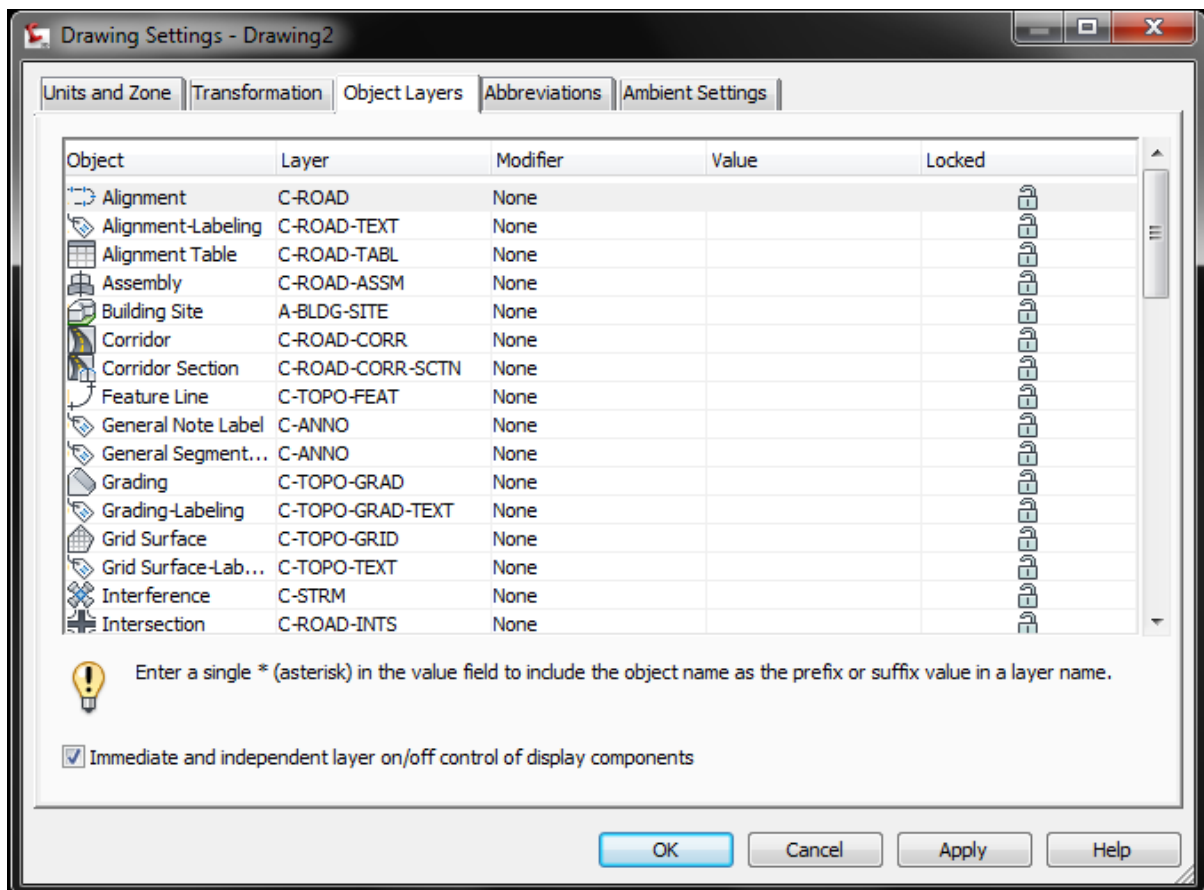 Drawing Settings - Drawing2
Units and Zone Transformation Object Layers Abbreviations Ambient Settings
Object Layer Modifier Value Locked
Alignment C-ROAD None
Alignment-Labeling C-ROAD-TEXT None
Alignment Table C-ROAD-TABL None
Assembly C-ROAD-ASSM None
Building Site A-BLDG-SITE None
Corridor C-ROAD-CORR None
Corridor Section C-ROAD-CORR-SCTN None
Feature Line C-TOPO-FEAT None
General Note Label C-ANNO None
General Segment... C-ANNO None
Grading C-TOPO-GRAD None
Grading-Labeling C-TOPO-GRAD-TEXT None
Grid Surface C-TOPO-GRID None
Grid Surface-Lab... C-TOPO-TEXT None
Interference C-STRM None
Intersection C-ROAD-INTS None
Enter a single * (asterisk) in the value field to include the object name as the prefix or suffix value in a layer name.
Immediate and independent layer on/off control of display components
OK Cancel Apply Help